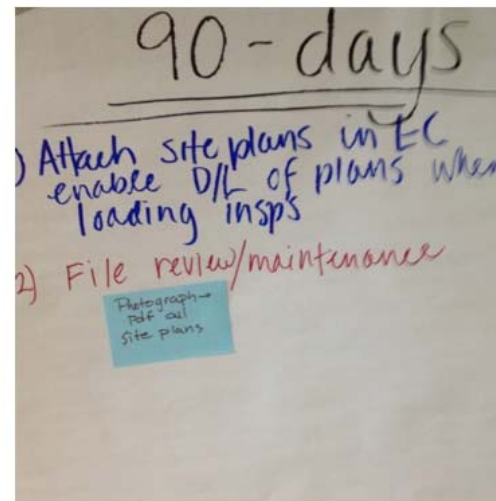 90-days
) Attach site plans in EC
enable D/L of plans when
loading insp's
2) File review/maintenance
Photograph→
Pdf all
site plans